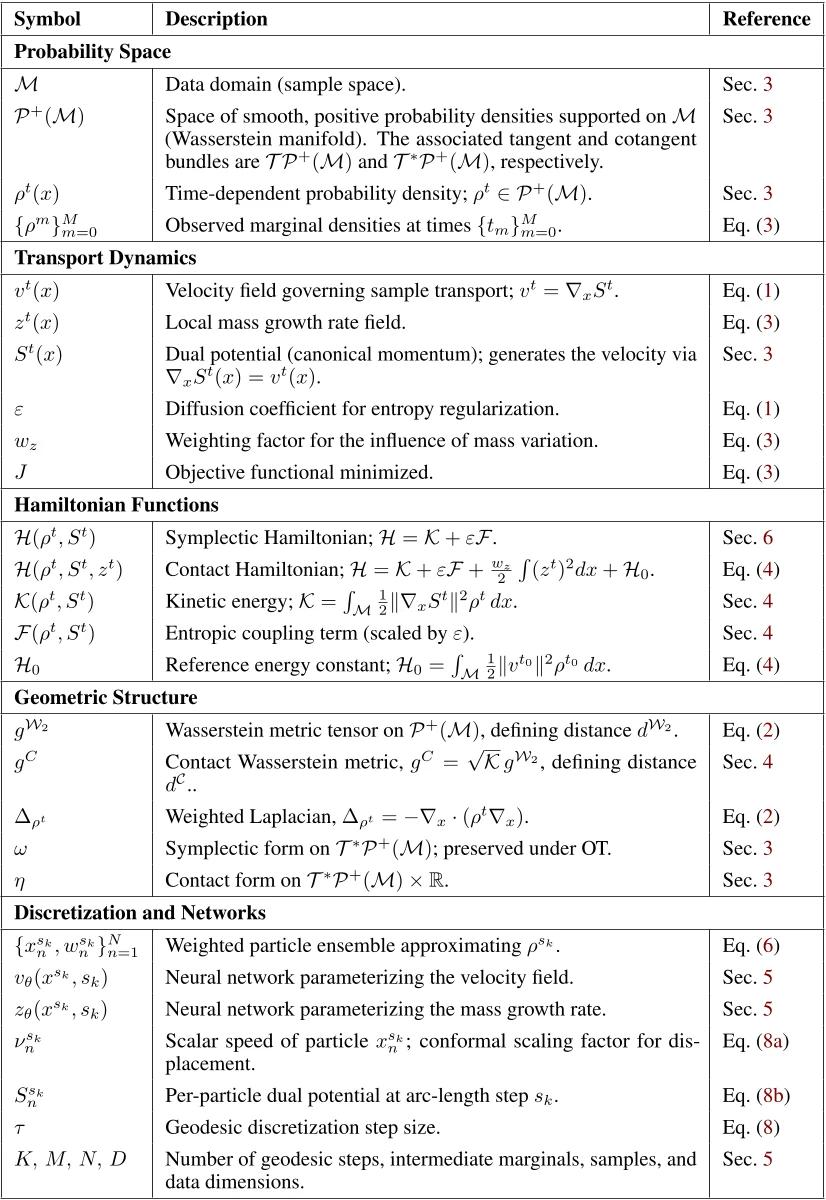 Symbol Description Reference
Probability Space
ℳ Data domain (sample space). Sec. 3
𝒫⁺(ℳ) Space of smooth, positive probability densities supported on ℳ Sec. 3
(Wasserstein manifold). The associated tangent and cotangent
bundles are 𝒯𝒫⁺(ℳ) and 𝒯*𝒫⁺(ℳ), respectively.
ρᵗ(x) Time-dependent probability density; ρᵗ ∈ 𝒫⁺(ℳ). Sec. 3
{ρᵐ}_{m=0}^{M} Observed marginal densities at times {t_m}_{m=0}^{M}. Eq. (3)
Transport Dynamics
vᵗ(x) Velocity field governing sample transport; vᵗ = ∇ₓSᵗ. Eq. (1)
zᵗ(x) Local mass growth rate field. Eq. (3)
Sᵗ(x) Dual potential (canonical momentum); generates the velocity via Sec. 3
∇ₓSᵗ(x) = vᵗ(x).
ε Diffusion coefficient for entropy regularization. Eq. (1)
w_z Weighting factor for the influence of mass variation. Eq. (3)
J Objective functional minimized. Eq. (3)
Hamiltonian Functions
ℋ(ρᵗ, Sᵗ) Symplectic Hamiltonian; ℋ = 𝒦 + εℱ. Sec. 6
ℋ(ρᵗ, Sᵗ, zᵗ) Contact Hamiltonian; ℋ = 𝒦 + εℱ + \frac{w_z}{2} ∫(zᵗ)²dx + ℋ₀. Eq. (4)
𝒦(ρᵗ, Sᵗ) Kinetic energy; 𝒦 = ∫_ℳ ½‖∇ₓSᵗ‖²ρᵗ dx. Sec. 4
ℱ(ρᵗ, Sᵗ) Entropic coupling term (scaled by ε). Sec. 4
ℋ₀ Reference energy constant; ℋ₀ = ∫_ℳ ½‖v^{t₀}‖²ρ^{t₀} dx. Eq. (4)
Geometric Structure
g^{𝒲₂} Wasserstein metric tensor on 𝒫⁺(ℳ), defining distance d^{𝒲₂}. Eq. (2)
g^C Contact Wasserstein metric, g^C = √𝒦 g^{𝒲₂}, defining distance Sec. 4
d^𝒞..
Δ_{ρᵗ} Weighted Laplacian, Δ_{ρᵗ} = −∇ₓ · (ρᵗ∇ₓ). Eq. (2)
ω Symplectic form on 𝒯*𝒫⁺(ℳ); preserved under OT. Sec. 3
η Contact form on 𝒯*𝒫⁺(ℳ) × ℝ. Sec. 3
Discretization and Networks
{x_n^{s_k}, w_n^{s_k}}_{n=1}^{N} Weighted particle ensemble approximating ρ^{s_k}. Eq. (6)
v_θ(x^{s_k}, s_k) Neural network parameterizing the velocity field. Sec. 5
z_θ(x^{s_k}, s_k) Neural network parameterizing the mass growth rate. Sec. 5
ν_n^{s_k} Scalar speed of particle x_n^{s_k}; conformal scaling factor for dis- Eq. (8a)
placement.
S_n^{s_k} Per-particle dual potential at arc-length step s_k. Eq. (8b)
τ Geodesic discretization step size. Eq. (8)
K, M, N, D Number of geodesic steps, intermediate marginals, samples, and Sec. 5
data dimensions.